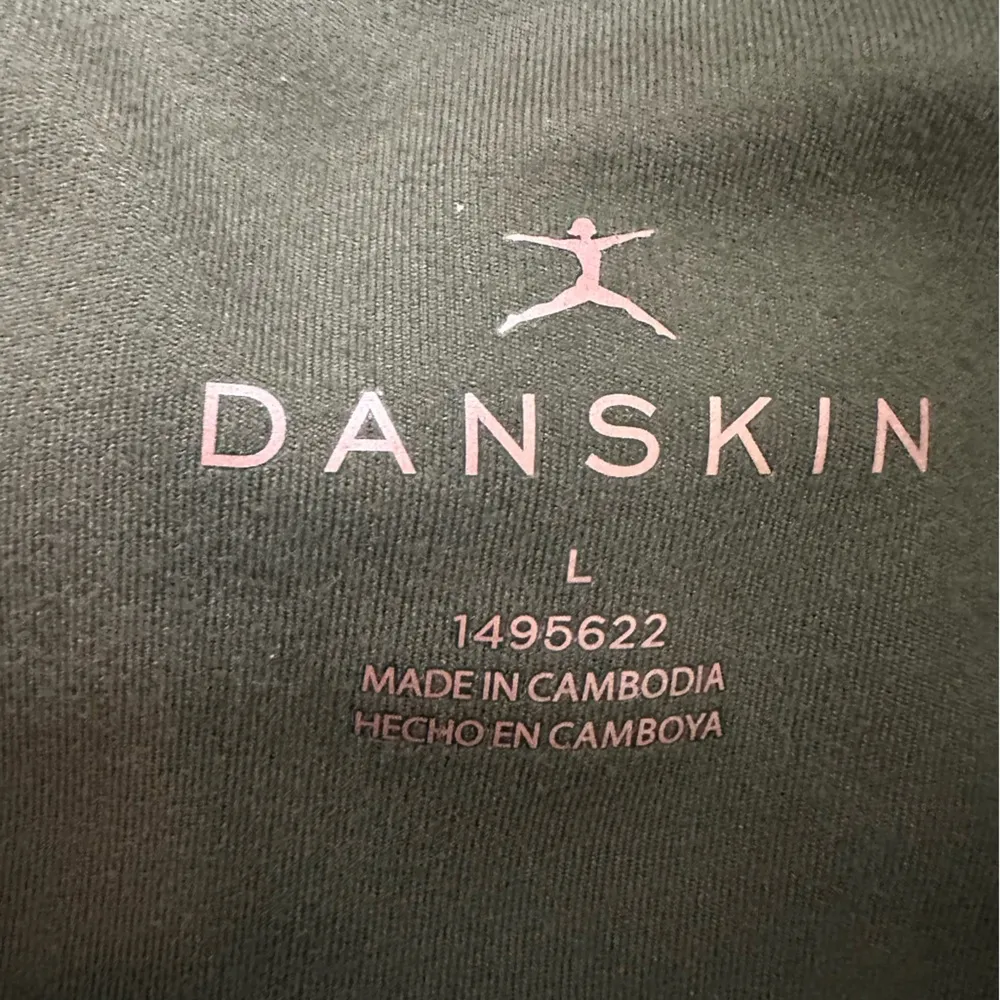 DANSKIN
L
1495622
MADE IN CAMBODIA
HECHO EN CAMBOYA